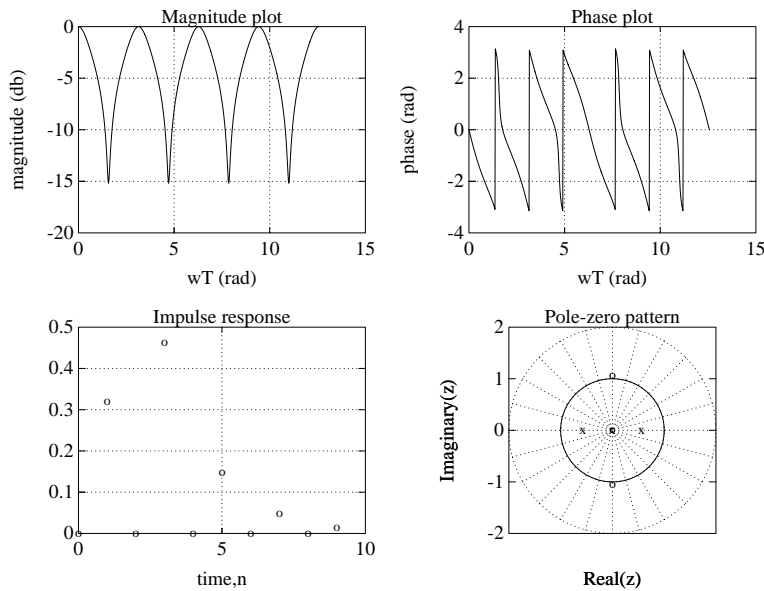 Magnitude plot
magnitude (db)
0
-5
-10
-15
-20
0
5
10
15
wT (rad)
Phase plot
phase (rad)
4
2
0
-2
-4
0
5
10
15
wT (rad)
Impulse response
0.5
0.4
0.3
0.2
0.1
0
0
5
10
time,n
Pole-zero pattern
Imaginary(z)
2
1
0
-1
-2
Real(z)